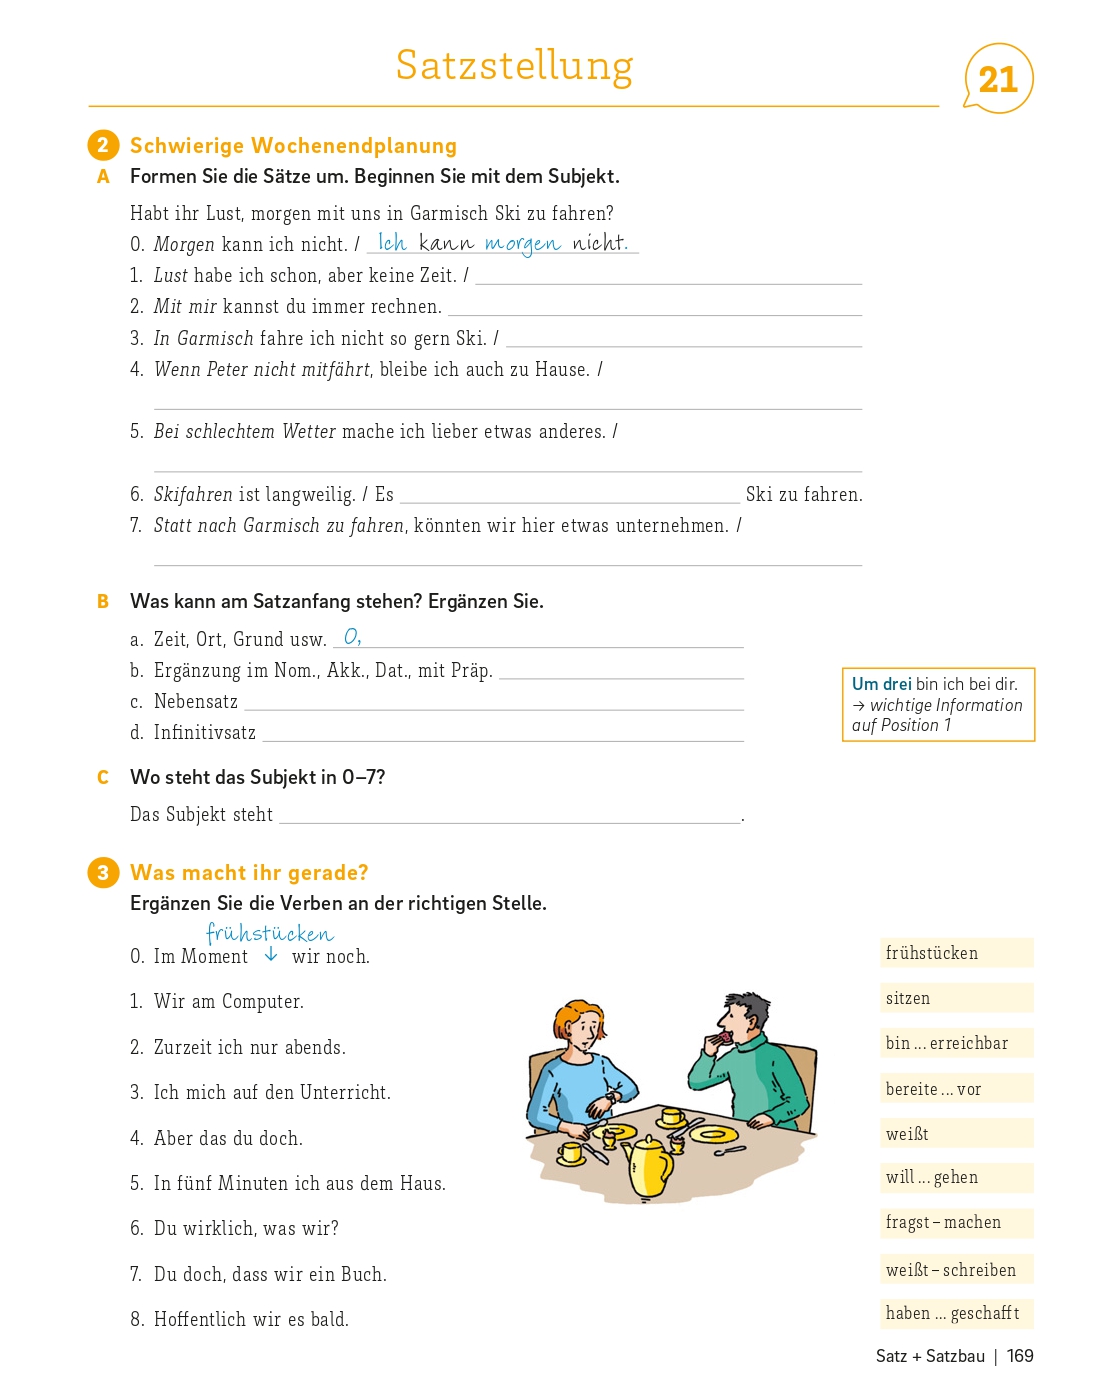 Satzstellung
21
2 Schwierige Wochenendplanung
A Formen Sie die Sätze um. Beginnen Sie mit dem Subjekt.
Habt ihr Lust, morgen mit uns in Garmisch Ski zu fahren?
0. Morgen kann ich nicht. / Ich kann morgen nicht.
1. Lust habe ich schon, aber keine Zeit. /
2. Mit mir kannst du immer rechnen.
3. In Garmisch fahre ich nicht so gern Ski. /
4. Wenn Peter nicht mitfährt, bleibe ich auch zu Hause. /
5. Bei schlechtem Wetter mache ich lieber etwas anderes. /
6. Skifahren ist langweilig. / Es Ski zu fahren.
7. Statt nach Garmisch zu fahren, könnten wir hier etwas unternehmen. /
B Was kann am Satzanfang stehen? Ergänzen Sie.
a. Zeit, Ort, Grund usw. 0,
b. Ergänzung im Nom., Akk., Dat., mit Präp.
c. Nebensatz
d. Infinitivsatz
Um drei bin ich bei dir.
→ wichtige Information
auf Position 1
C Wo steht das Subjekt in 0–7?
Das Subjekt steht .
3 Was macht ihr gerade?
Ergänzen Sie die Verben an der richtigen Stelle.
frühstücken
0. Im Moment ↓ wir noch.
1. Wir am Computer.
2. Zurzeit ich nur abends.
3. Ich mich auf den Unterricht.
4. Aber das du doch.
5. In fünf Minuten ich aus dem Haus.
6. Du wirklich, was wir?
7. Du doch, dass wir ein Buch.
8. Hoffentlich wir es bald.
frühstücken
sitzen
bin ... erreichbar
bereite ... vor
weißt
will ... gehen
fragst – machen
weißt – schreiben
haben ... geschafft
Satz + Satzbau | 169